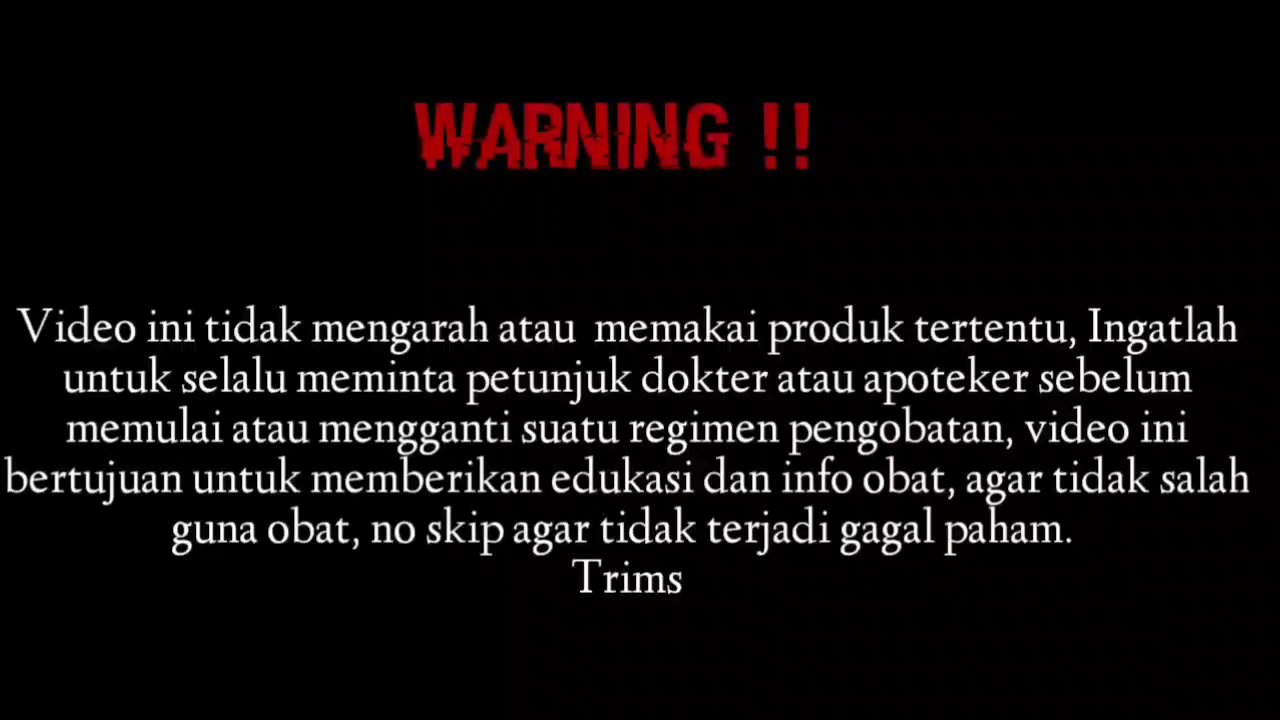 WARNING !!
Video ini tidak mengarah atau memakai produk tertentu, Ingatlah
untuk selalu meminta petunjuk dokter atau apoteker sebelum
memulai atau mengganti suatu regimen pengobatan, video ini
bertujuan untuk memberikan edukasi dan info obat, agar tidak salah
guna obat, no skip agar tidak terjadi gagal paham.
Trims